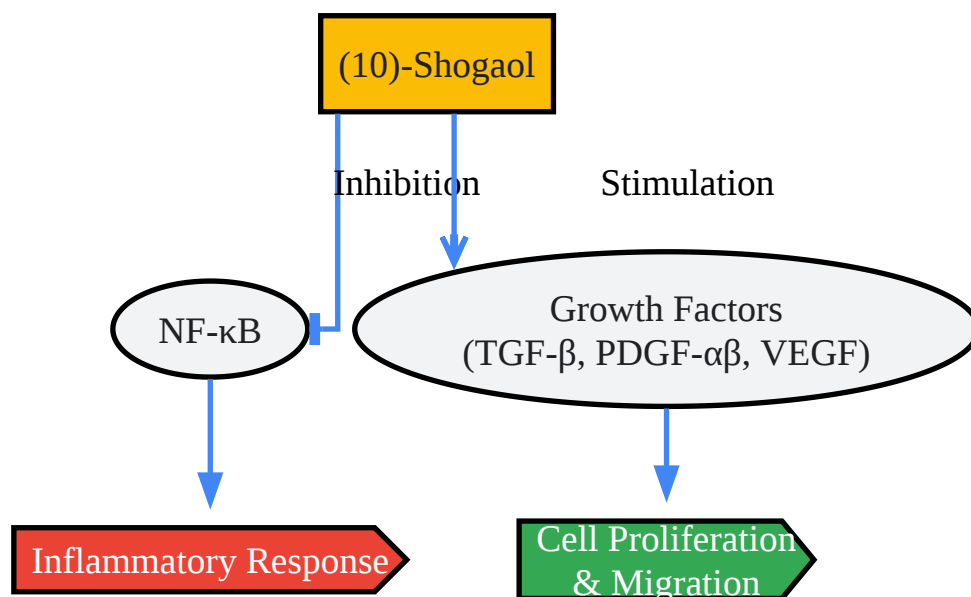 (10)-Shogaol
Inhibition
Stimulation
NF-κB
Growth Factors
(TGF-β, PDGF-αβ, VEGF)
Inflammatory Response
Cell Proliferation
& Migration